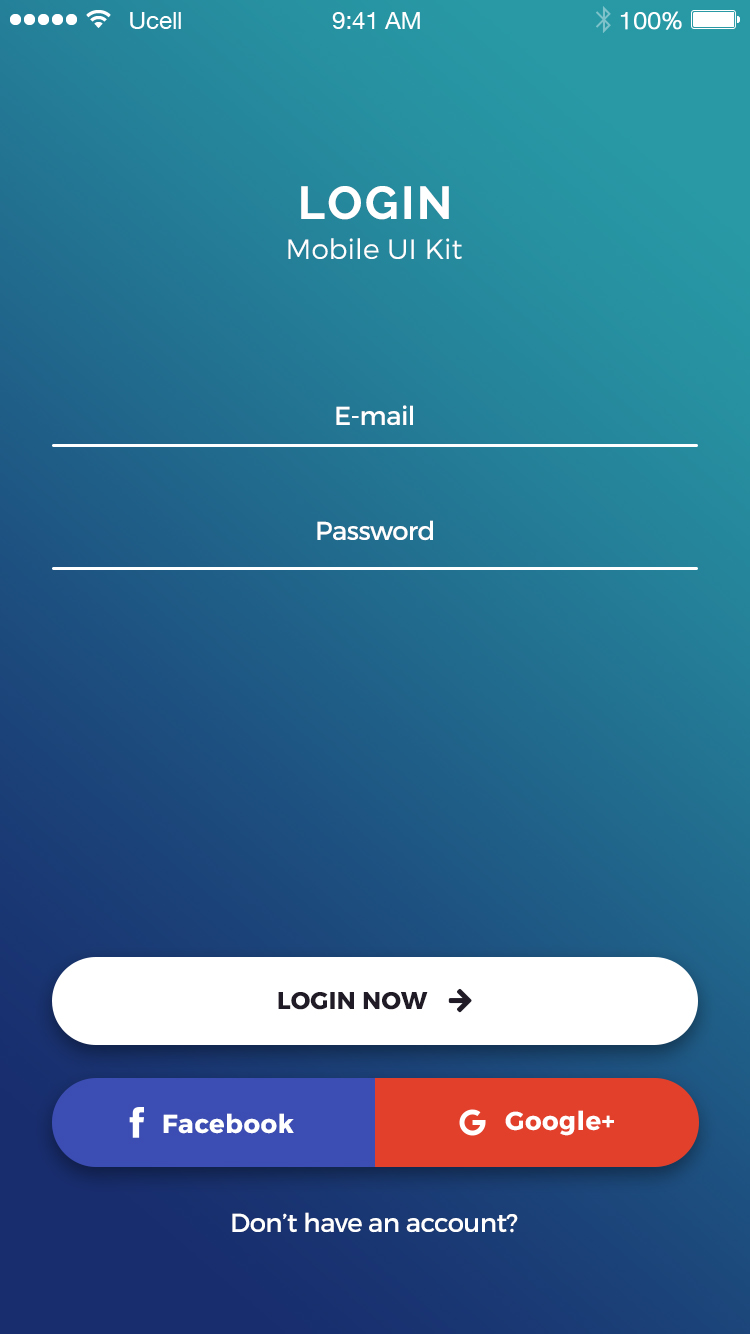 Ucell 9:41 AM 100%
LOGIN
Mobile UI Kit
E-mail
Password
LOGIN NOW
Facebook Google+
Don’t have an account?